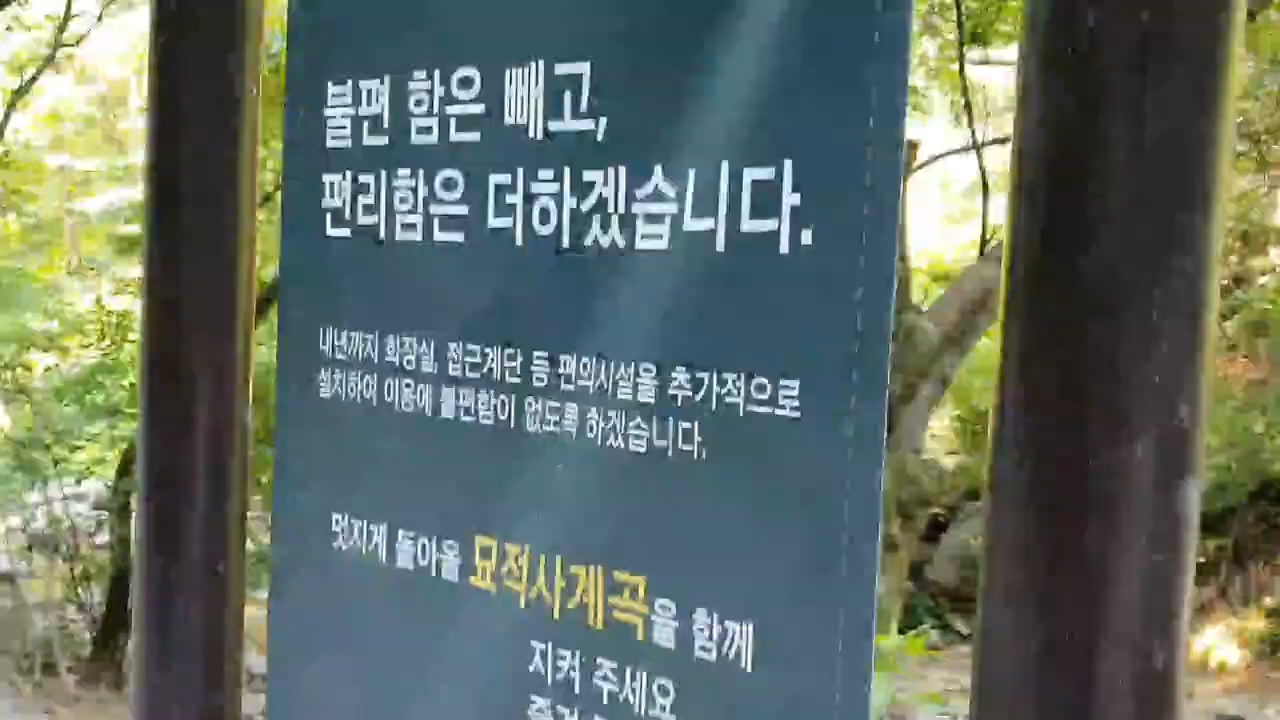 불편 함은 빼고,
편리함은 더하겠습니다.
내년까지 화장실, 접근계단 등 편의시설을 추가적으로
설치하여 이용에 불편함이 없도록 하겠습니다.
멋지게 돌아올 묘적사계곡을 함께
지켜 주세요